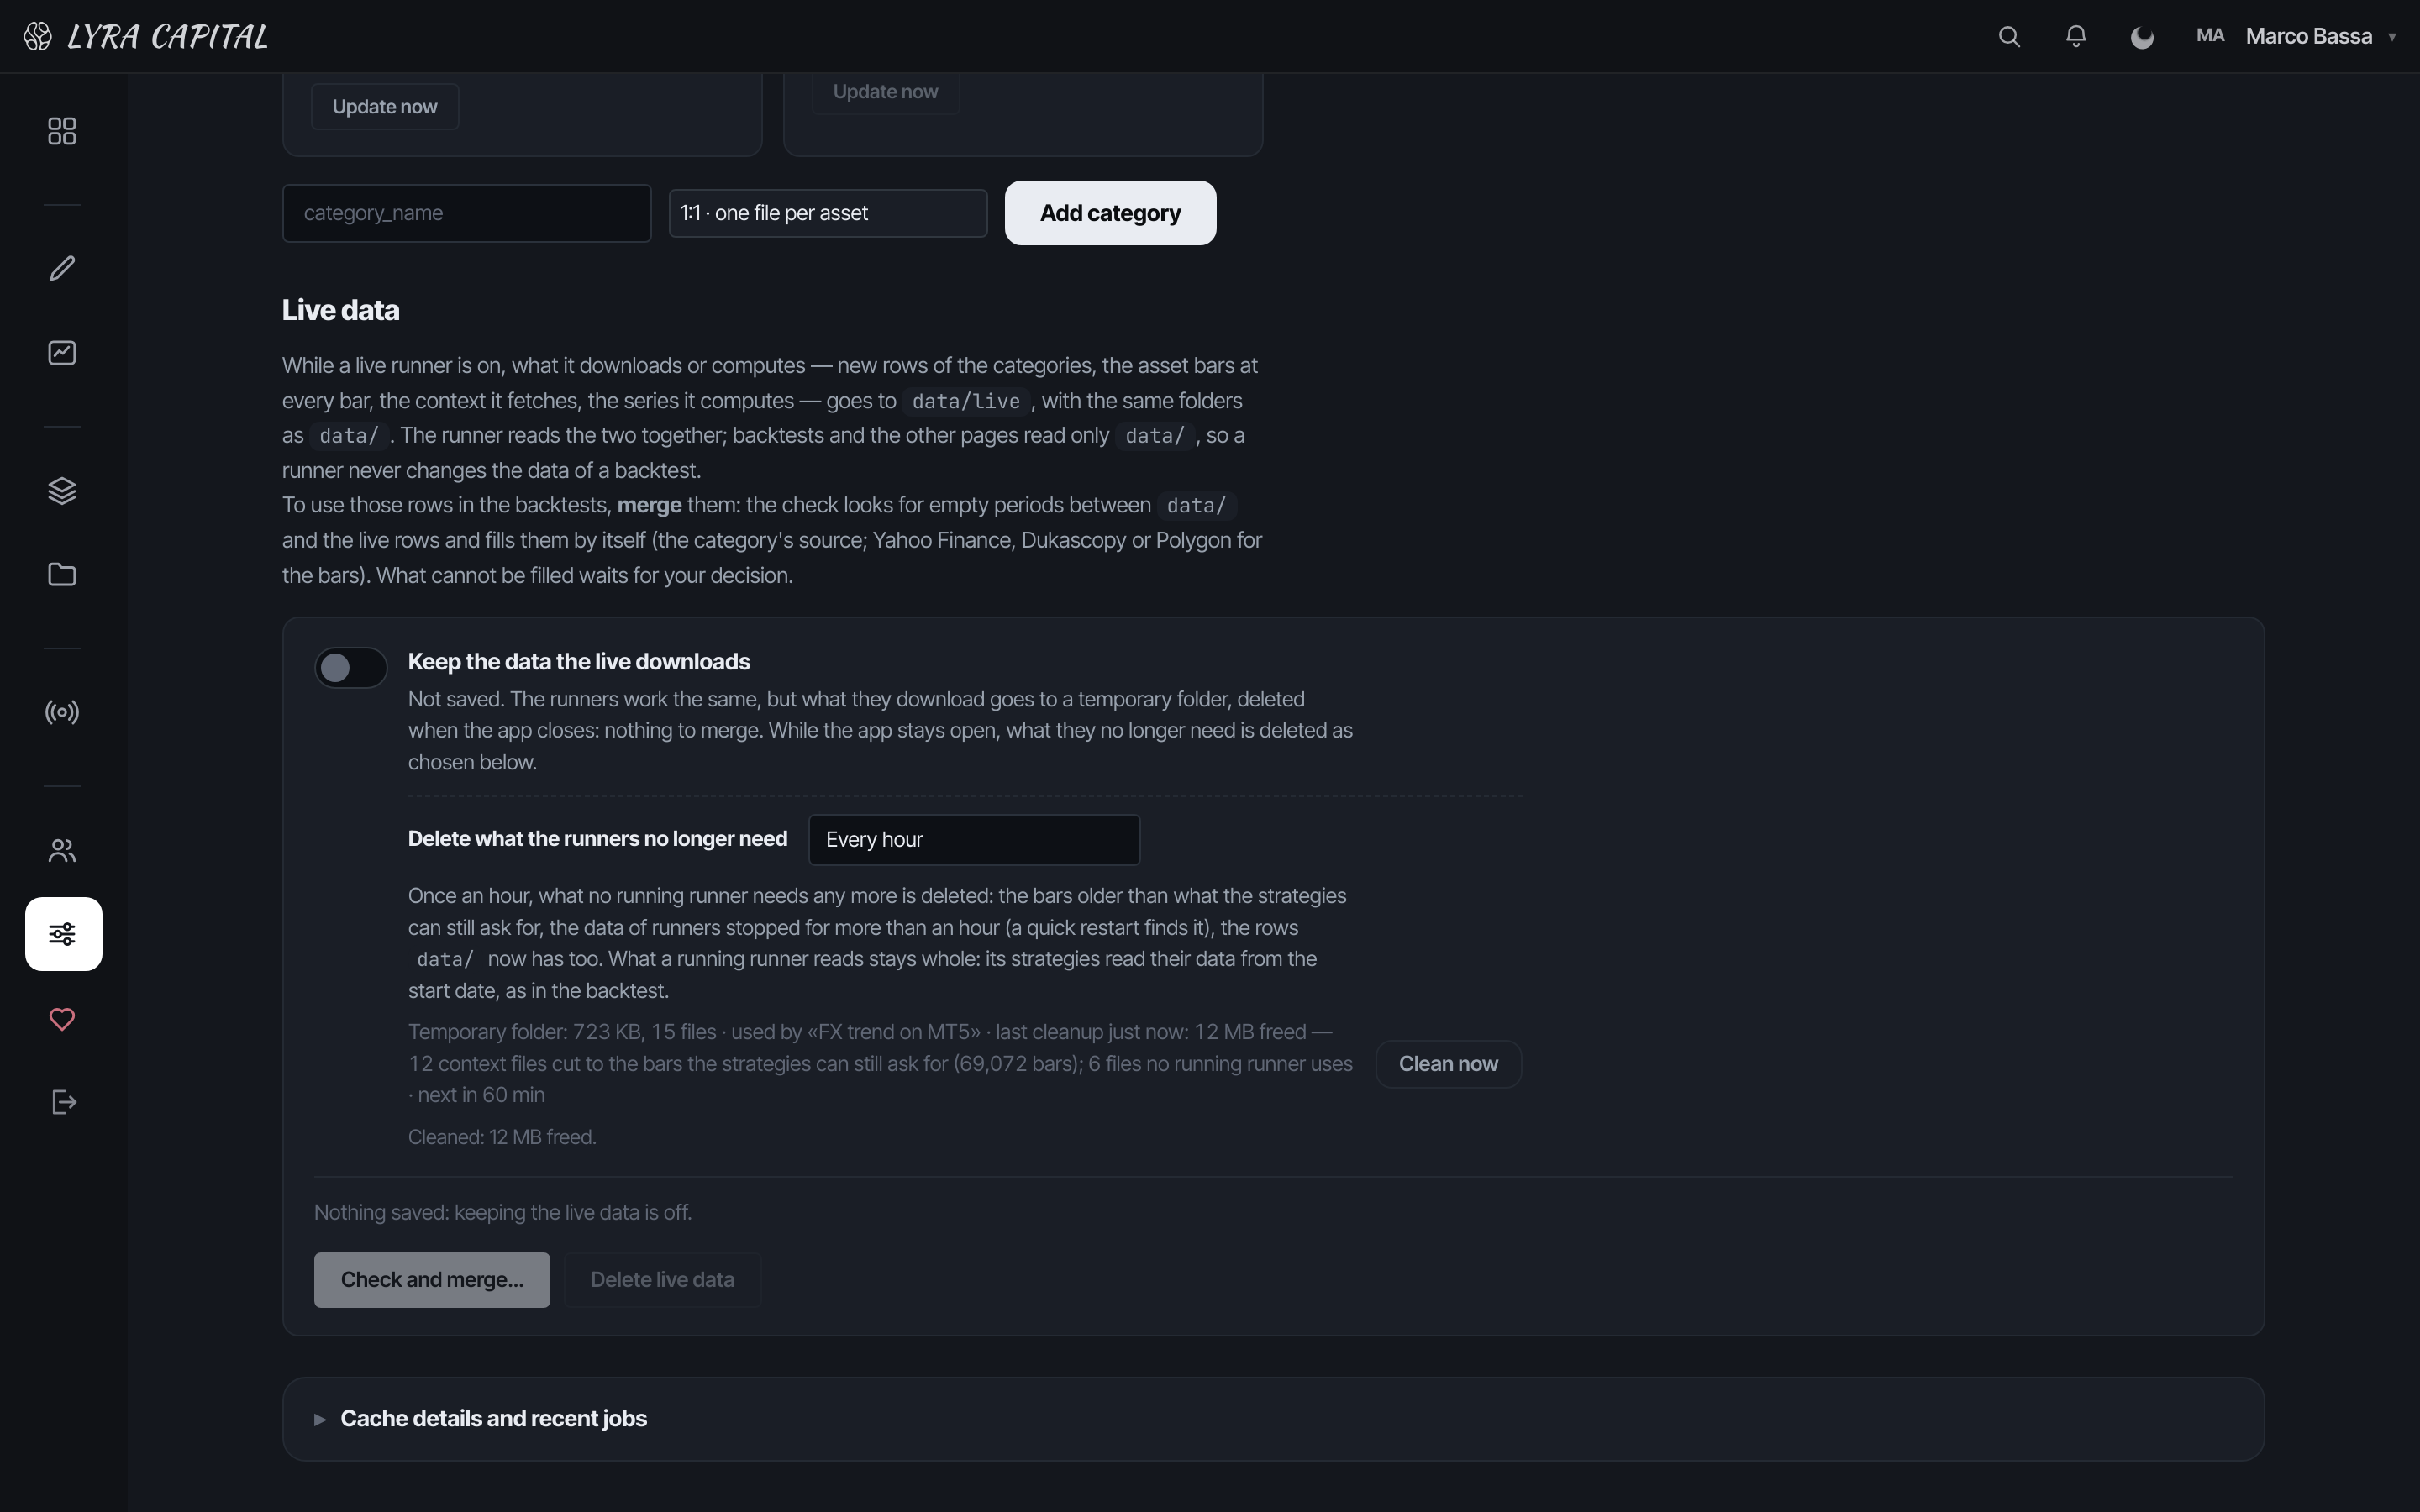 LYRA CAPITAL
MA Marco Bassa
Update now
Update now
category_name
1:1 · one file per asset
Add category
Live data
While a live runner is on, what it downloads or computes — new rows of the categories, the asset bars at
every bar, the context it fetches, the series it computes — goes to data/live, with the same folders
as data/. The runner reads the two together; backtests and the other pages read only data/, so a
runner never changes the data of a backtest.
To use those rows in the backtests, merge them: the check looks for empty periods between data/
and the live rows and fills them by itself (the category's source; Yahoo Finance, Dukascopy or Polygon for
the bars). What cannot be filled waits for your decision.
Keep the data the live downloads
Not saved. The runners work the same, but what they download goes to a temporary folder, deleted
when the app closes: nothing to merge. While the app stays open, what they no longer need is deleted as
chosen below.
Delete what the runners no longer need
Every hour
Once an hour, what no running runner needs any more is deleted: the bars older than what the strategies
can still ask for, the data of runners stopped for more than an hour (a quick restart finds it), the rows
data/ now has too. What a running runner reads stays whole: its strategies read their data from the
start date, as in the backtest.
Temporary folder: 723 KB, 15 files · used by «FX trend on MT5» · last cleanup just now: 12 MB freed —
12 context files cut to the bars the strategies can still ask for (69,072 bars); 6 files no running runner uses
· next in 60 min
Clean now
Cleaned: 12 MB freed.
Nothing saved: keeping the live data is off.
Check and merge...
Delete live data
Cache details and recent jobs